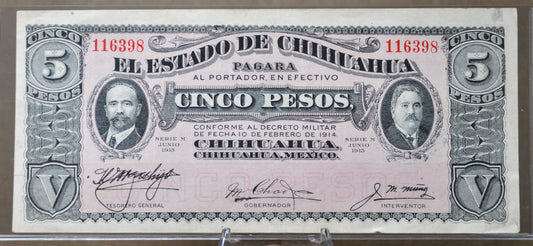 CINCO
116398
116398
CINCO
EL ESTADO DE CHIHUAHUA
5
PAGARA
5
AL PORTADOR, EN EFECTIVO
PESOS
PESOS
CINCO PESOS,
CONFORME AL DECRETO MILITAR
SERIE M
DE FECHA 10 DE FEBRERO DE 1914.
SERIE M
JUNIO
JUNIO
1915
CHIHUAHUA,
1915
CHIHUAHUA, MEXICO.
V
V
TESORERO GENERAL
GOBERNADOR
INTERVENTOR